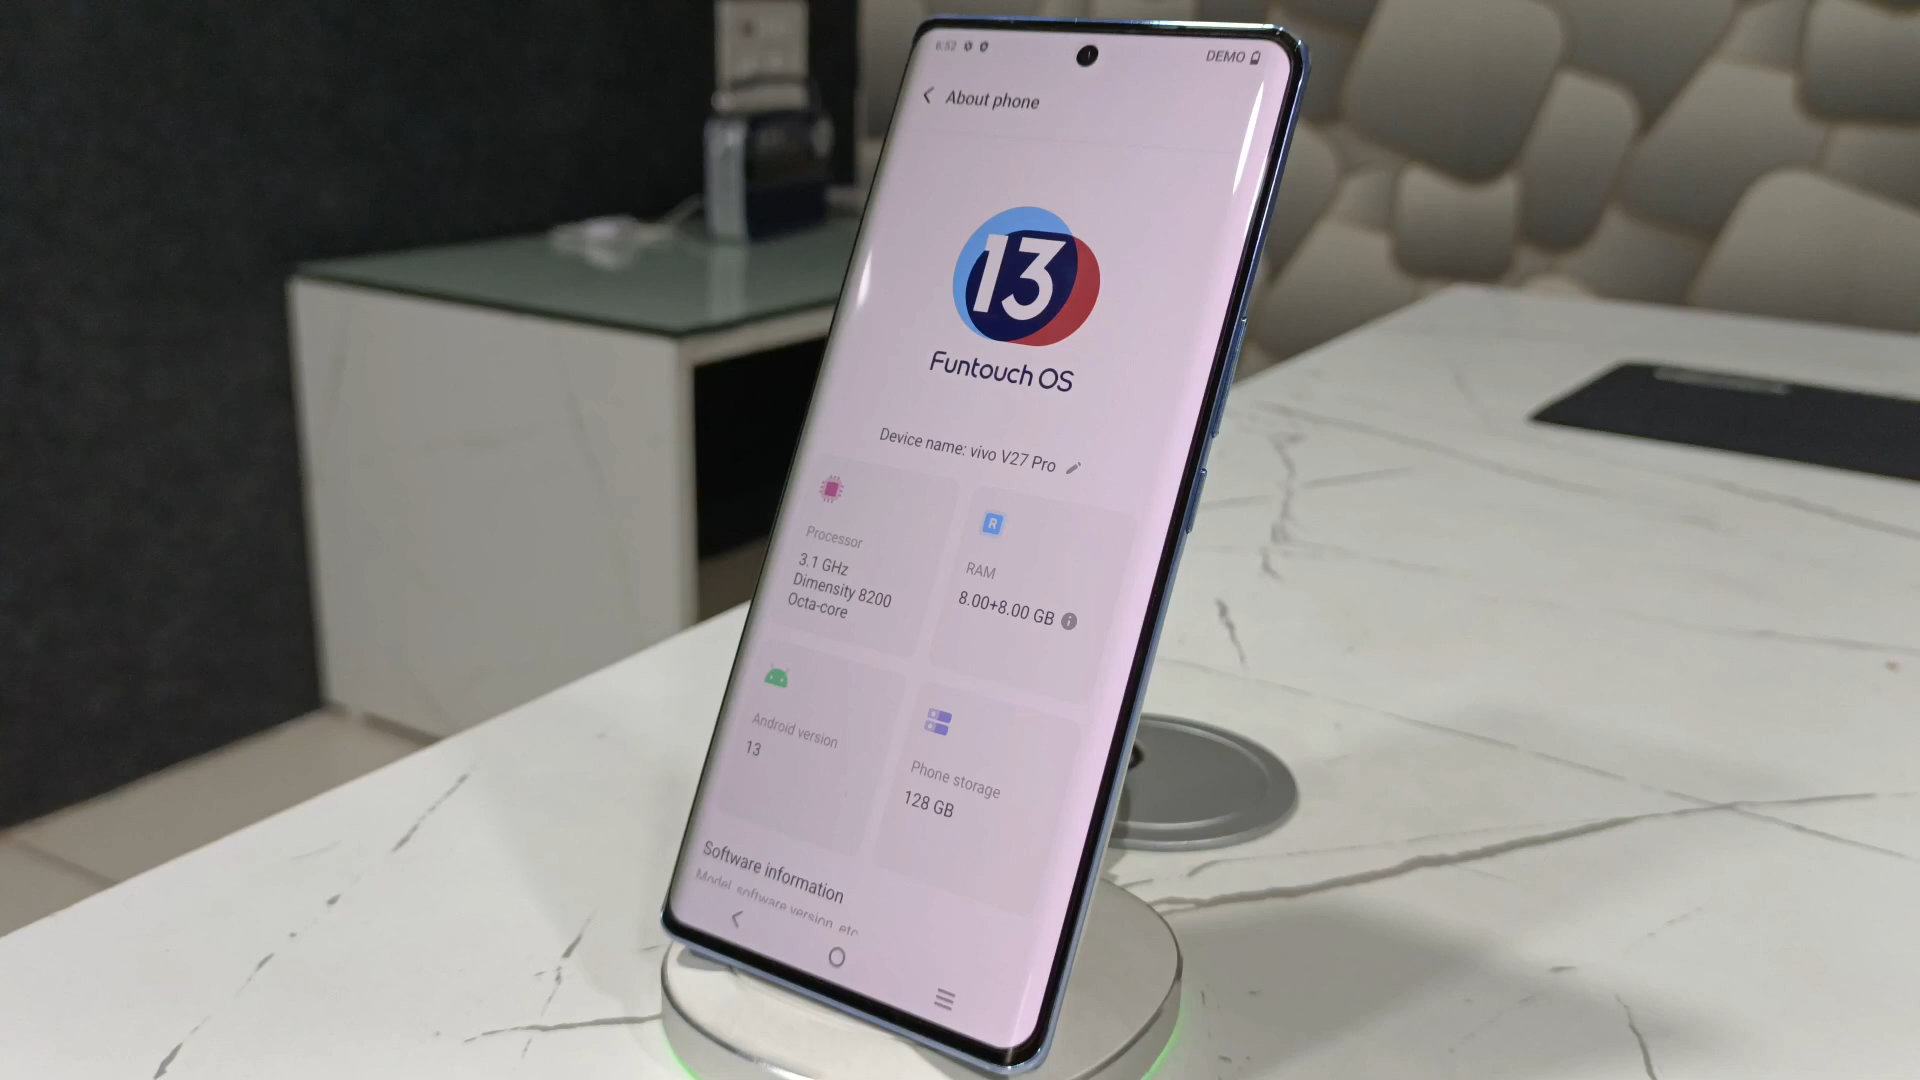 6:52
DEMO
About phone
13
Funtouch OS
Device name: vivo V27 Pro
Processor
3.1 GHz
Dimensity 8200
Octa-core
R
RAM
8.00+8.00 GB
Android version
13
Phone storage
128 GB
Software information
Model, software version, etc.